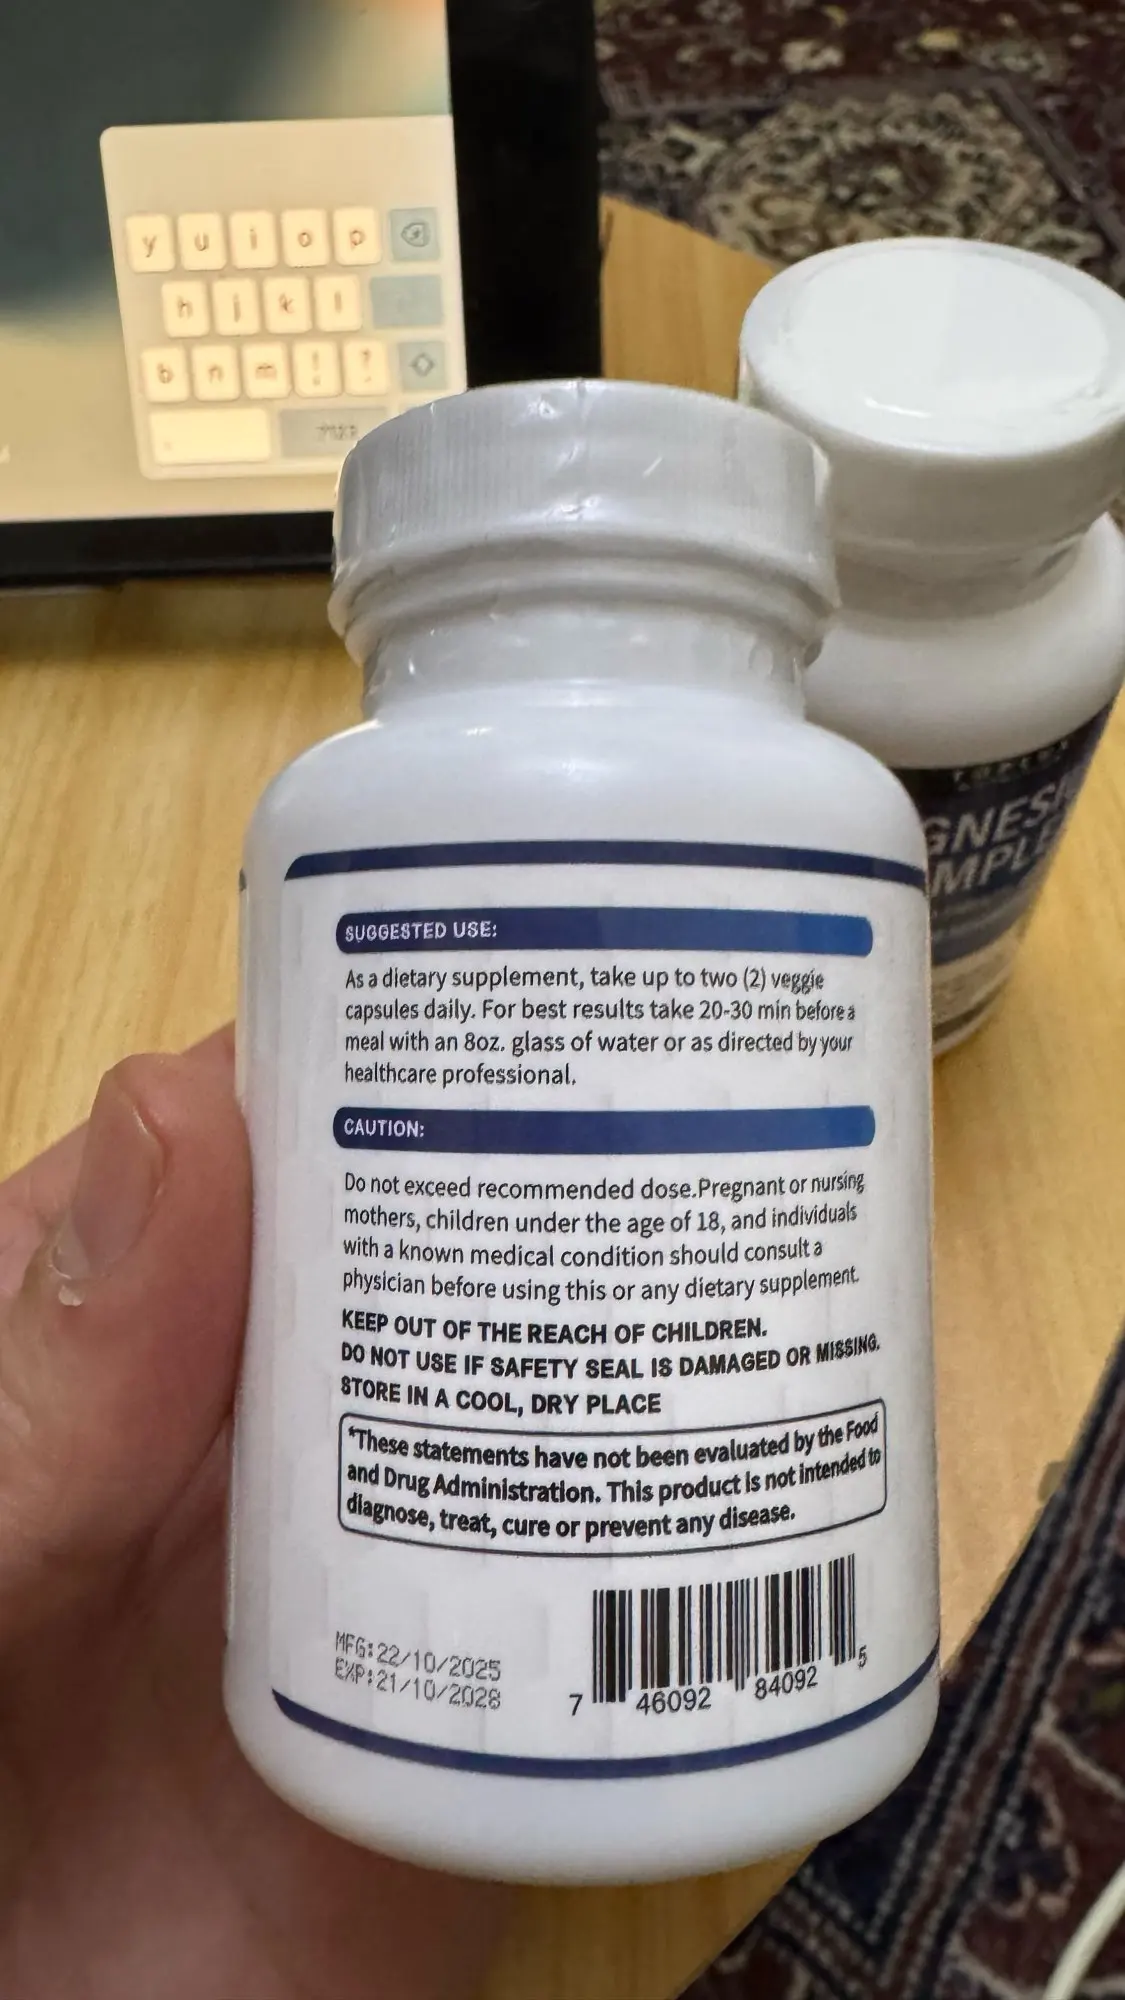 y u i o p
h j k l
b n m ! ?
SUGGESTED USE:
As a dietary supplement, take up to two (2) veggie
capsules daily. For best results take 20-30 min before a
meal with an 8oz. glass of water or as directed by your
healthcare professional.
CAUTION:
Do not exceed recommended dose.Pregnant or nursing
mothers, children under the age of 18, and individuals
with a known medical condition should consult a
physician before using this or any dietary supplement.
KEEP OUT OF THE REACH OF CHILDREN.
DO NOT USE IF SAFETY SEAL IS DAMAGED OR MISSING.
STORE IN A COOL, DRY PLACE
*These statements have not been evaluated by the Food
and Drug Administration. This product is not intended to
diagnose, treat, cure or prevent any disease.
MFG:22/10/2025
EXP:21/10/2028
7 46092 84092 5
GNESI
MPLE